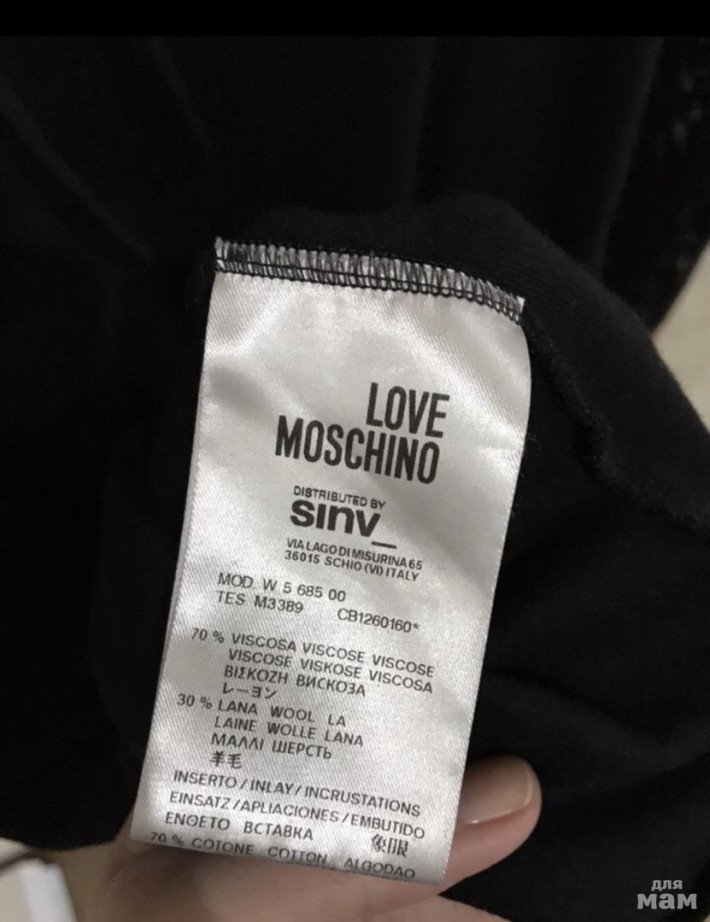 LOVE
MOSCHINO
DISTRIBUTED BY
sinv_
VIA LAGO DI MISURINA 65
36015 SCHIO (VI) ITALY
MOD. W 5 685 00
TES M3389 CB1260160*
70 % VISCOSA VISCOSE VISCOSE
VISCOSE VISKOSE VISCOSA
ΒΙΣΚΟΖΗ ВИСКОЗА
レーヨン
30 % LANA WOOL LA
LAINE WOLLE LANA
ΜΑΛΛΙ ШЕРСТЬ
羊毛
INSERTO / INLAY / INCRUSTATIONS
EINSATZ / APLIACIONES / EMBUTIDO
ΕΝΘΕΤΟ ВСТАВКА 象眼
70 % COTONE COTTON ALGODAO
для
мам